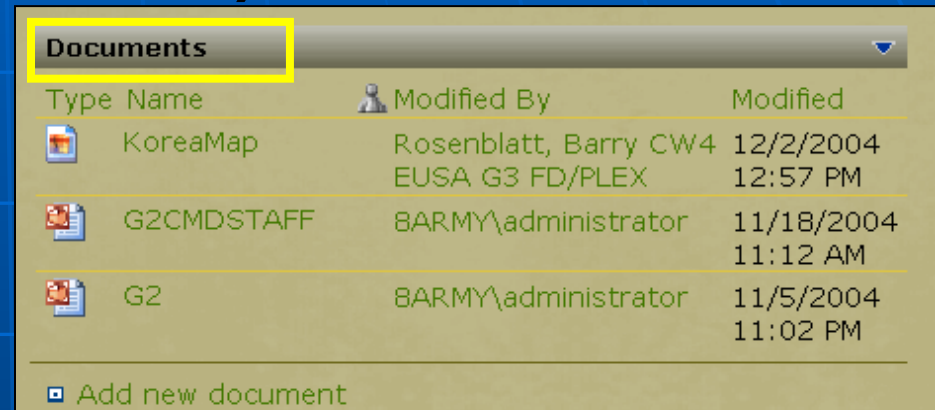 Documents
Type Name Modified By Modified
KoreaMap Rosenblatt, Barry CW4 12/2/2004
EUSA G3 FD/PLEX 12:57 PM
G2CMDSTAFF 8ARMY\administrator 11/18/2004
11:12 AM
G2 8ARMY\administrator 11/5/2004
11:02 PM
Add new document